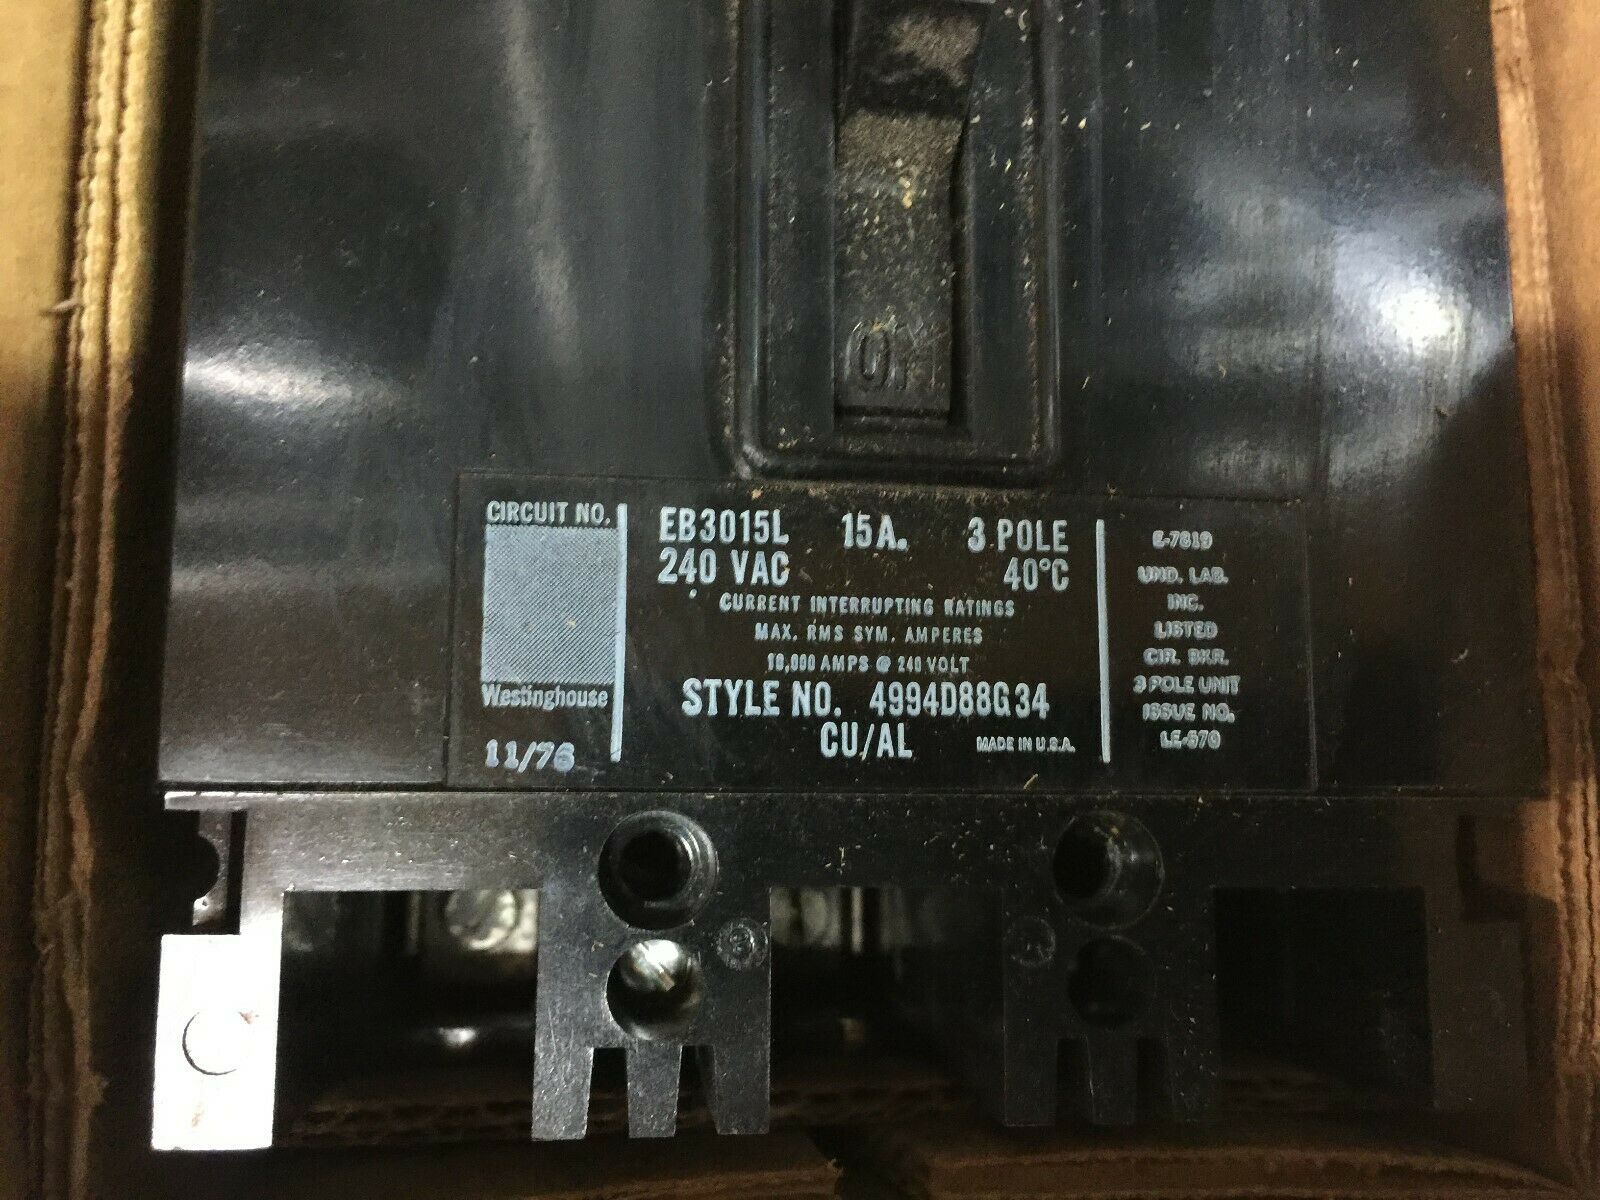 ON
CIRCUIT NO.
Westinghouse
11/76
EB3015L 15A. 3 POLE
240 VAC 40°C
CURRENT INTERRUPTING RATINGS
MAX. RMS SYM. AMPERES
10,000 AMPS @ 240 VOLT
STYLE NO. 4994D88G34
CU/AL MADE IN U.S.A.
E-7819
UND. LAB.
INC.
LISTED
CIR. BKR.
3 POLE UNIT
ISSUE NO.
LE-570